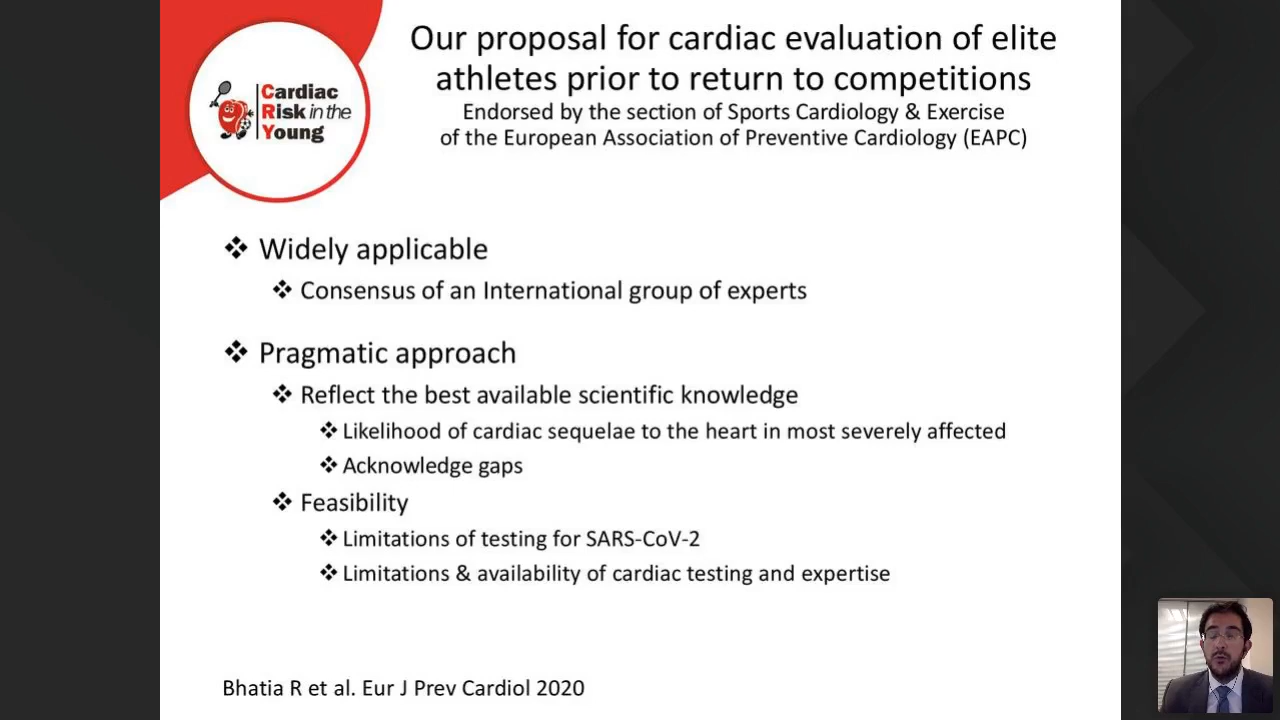 Cardiac
Risk in the
Young
Our proposal for cardiac evaluation of elite
athletes prior to return to competitions
Endorsed by the section of Sports Cardiology & Exercise
of the European Association of Preventive Cardiology (EAPC)
❖ Widely applicable
❖ Consensus of an International group of experts
❖ Pragmatic approach
❖ Reflect the best available scientific knowledge
❖ Likelihood of cardiac sequelae to the heart in most severely affected
❖ Acknowledge gaps
❖ Feasibility
❖ Limitations of testing for SARS-CoV-2
❖ Limitations & availability of cardiac testing and expertise
Bhatia R et al. Eur J Prev Cardiol 2020